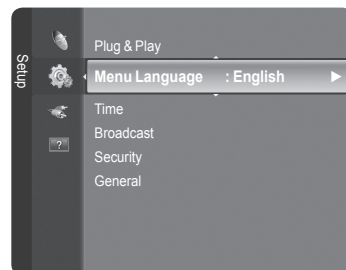 Setup
Plug & Play
Menu Language : English
Time
Broadcast
Security
General
?